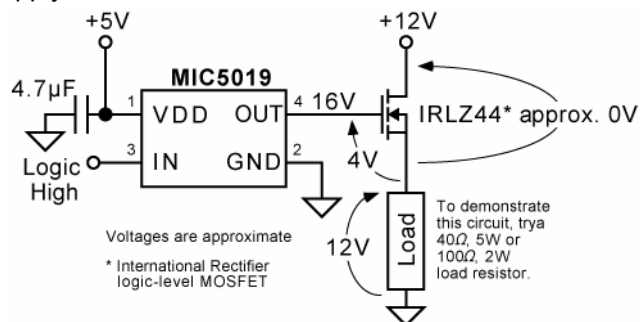 +5V
+12V
4.7µF
MIC5019
1
VDD
OUT
4
16V
IRLZ44* approx. 0V
3
IN
GND
2
4V
Logic
High
12V
Load
To demonstrate
this circuit, trya
40Ω, 5W or
100Ω, 2W
load resistor.
Voltages are approximate
* International Rectifier
logic-level MOSFET